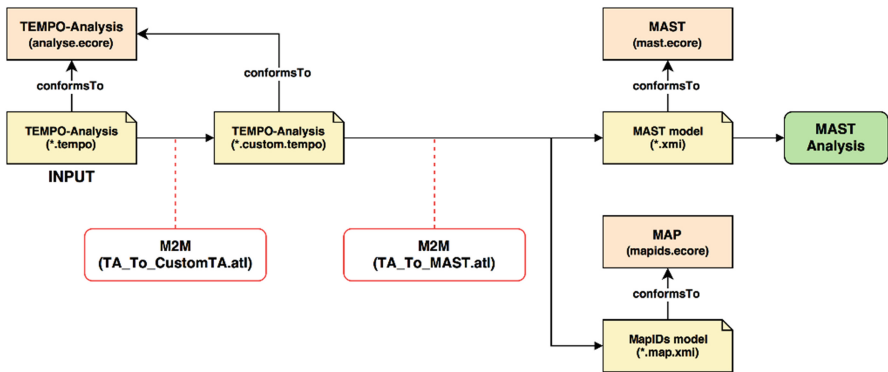 TEMPO-Analysis
(analyse.ecore)
MAST
(mast.ecore)
conformsTo
conformsTo
conformsTo
TEMPO-Analysis
(*.tempo)
TEMPO-Analysis
(*.custom.tempo)
MAST model
(*.xmi)
MAST
Analysis
INPUT
M2M
(TA_To_CustomTA.atl)
M2M
(TA_To_MAST.atl)
MAP
(mapids.ecore)
conformsTo
MapIDs model
(*.map.xmi)